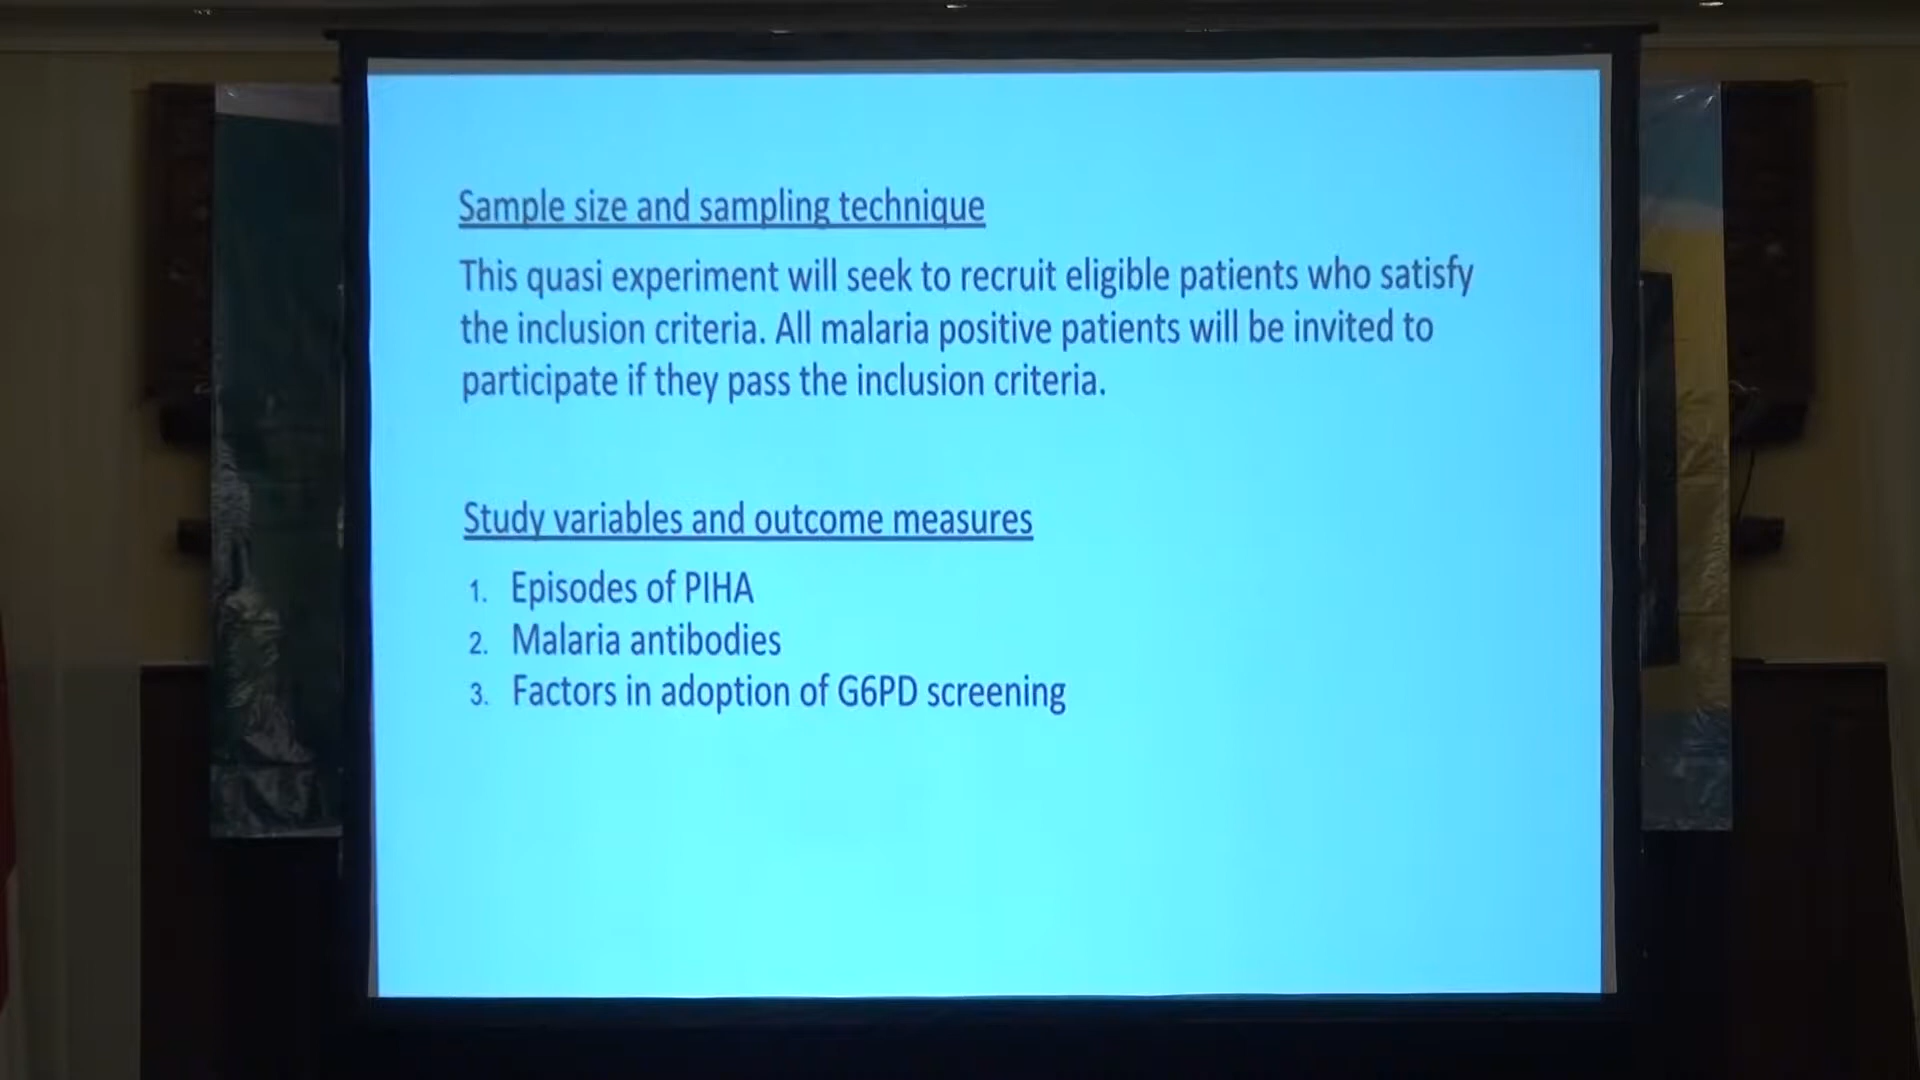 Sample size and sampling technique
This quasi experiment will seek to recruit eligible patients who satisfy
the inclusion criteria. All malaria positive patients will be invited to
participate if they pass the inclusion criteria.
Study variables and outcome measures
1. Episodes of PIHA
2. Malaria antibodies
3. Factors in adoption of G6PD screening